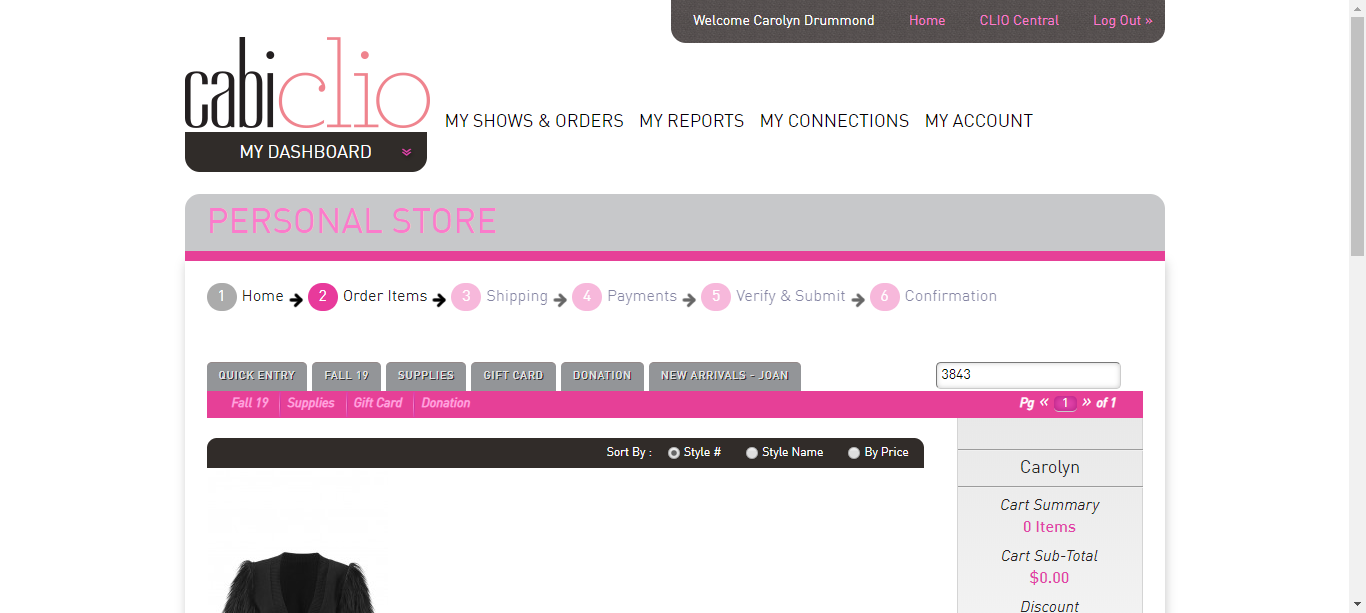 Welcome Carolyn Drummond Home CLIO Central Log Out »
cabiclio
MY SHOWS & ORDERS MY REPORTS MY CONNECTIONS MY ACCOUNT
MY DASHBOARD
PERSONAL STORE
1 Home 2 Order Items 3 Shipping 4 Payments 5 Verify & Submit 6 Confirmation
QUICK ENTRY FALL 19 SUPPLIES GIFT CARD DONATION NEW ARRIVALS - JOAN 3843
Fall 19 Supplies Gift Card Donation Pg « 1 » of 1
Sort By : Style # Style Name By Price
Carolyn
Cart Summary
0 Items
Cart Sub-Total
$0.00
Discount